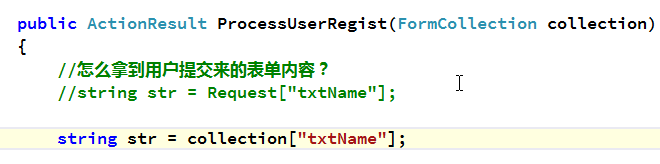 public ActionResult ProcessUserRegist(FormCollection collection)
{
//怎么拿到用户提交来的表单内容？
//string str = Request["txtName"];
string str = collection["txtName"];